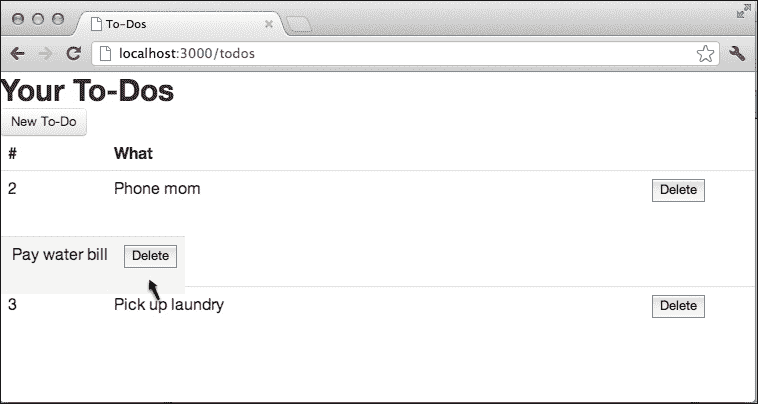 To-Dos
localhost:3000/todos
Your To-Dos
New To-Do
# What
2 Phone mom Delete
Pay water bill Delete
3 Pick up laundry Delete